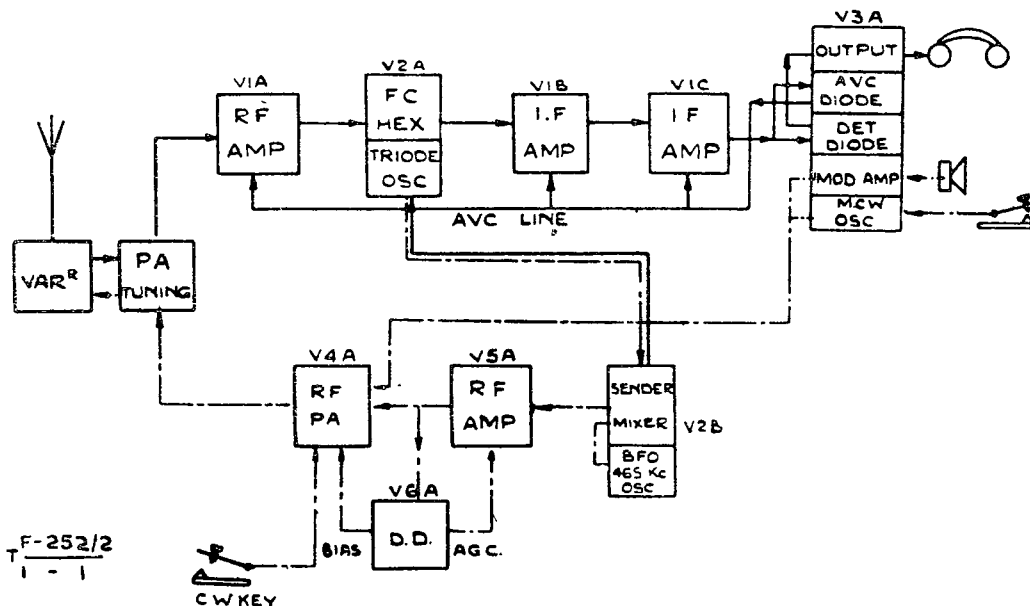 V3A
OUTPUT
AVC
DIODE
DET
DIODE
MOD AMP
MCW
OSC
V1A
RF
AMP
V2A
FC
HEX
TRIODE
OSC
V1B
I.F
AMP
V1C
I F
AMP
AVC LINE
VAR^R
PA
TUNING
V4A
RF
PA
V5A
RF
AMP
SENDER
MIXER
V2B
BFO
465 Kc
OSC
V6A
D.D.
BIAS
AGC.
CW KEY
T F-252/2
1 - 1